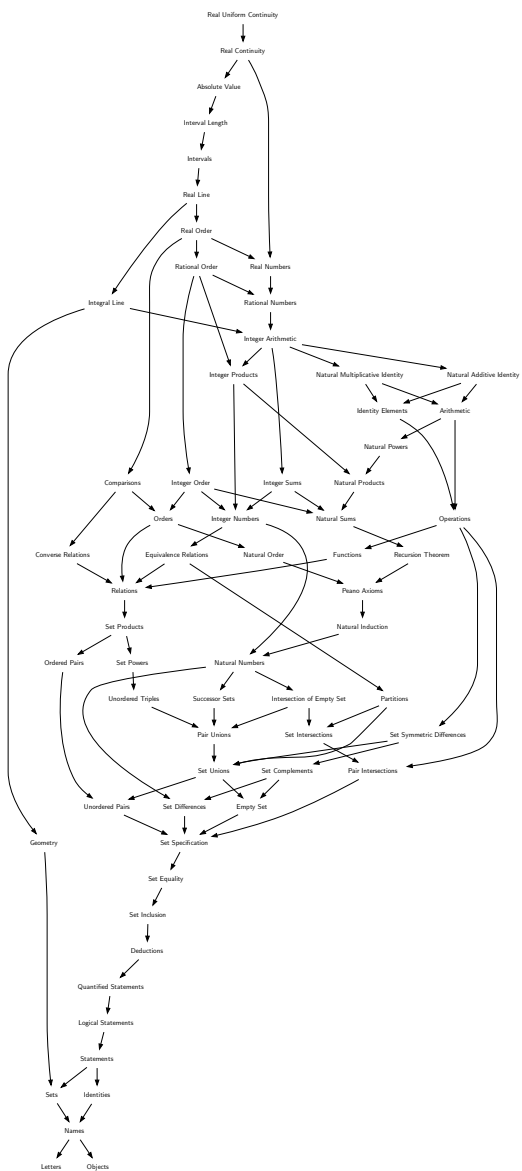 Real Uniform Continuity
Real Continuity
Absolute Value
Interval Length
Intervals
Real Line
Real Order
Rational Order Real Numbers
Integral Line Rational Numbers
Integer Arithmetic
Integer Products Natural Multiplicative Identity Natural Additive Identity
Identity Elements Arithmetic
Natural Powers
Comparisons Integer Order Integer Sums Natural Products
Orders Integer Numbers Natural Sums Operations
Converse Relations Equivalence Relations Natural Order Functions Recursion Theorem
Relations Peano Axioms
Set Products Natural Induction
Ordered Pairs Set Powers Natural Numbers
Unordered Triples Successor Sets Intersection of Empty Set Partitions
Pair Unions Set Intersections Set Symmetric Differences
Set Unions Set Complements Pair Intersections
Unordered Pairs Set Differences Empty Set
Geometry Set Specification
Set Equality
Set Inclusion
Deductions
Quantified Statements
Logical Statements
Statements
Sets Identities
Names
Letters Objects